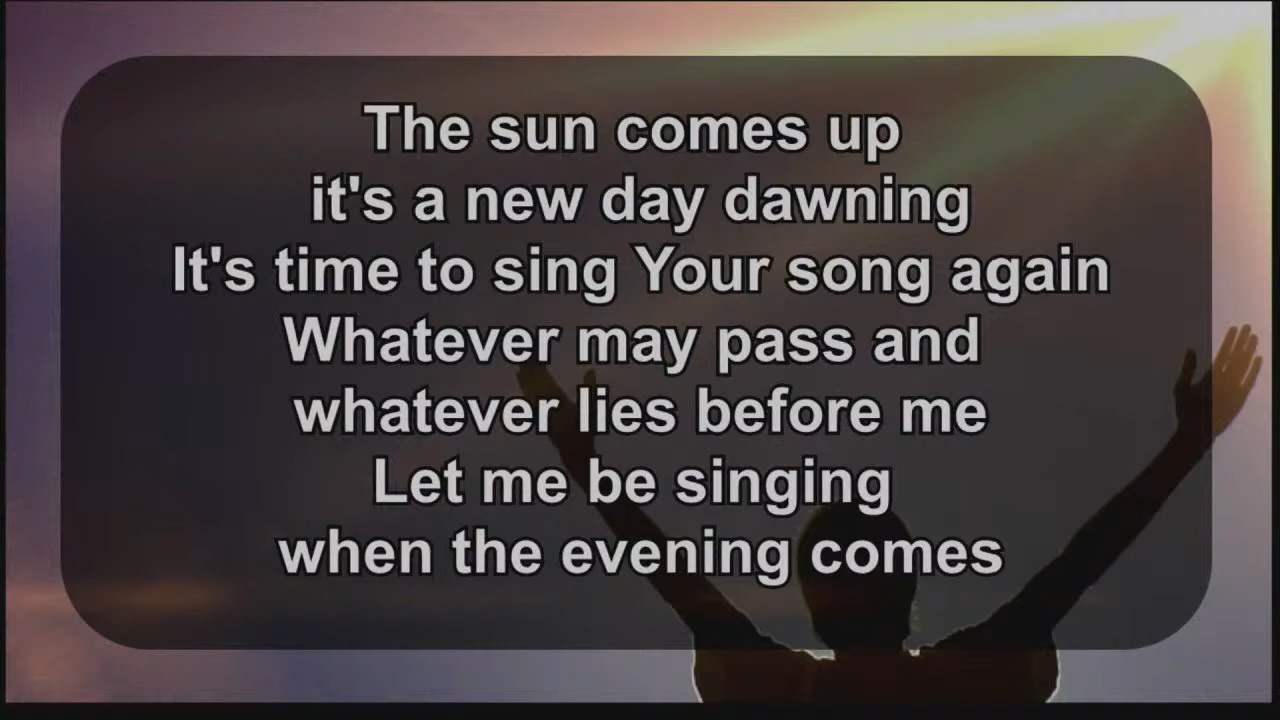 The sun comes up
it's a new day dawning
It's time to sing Your song again
Whatever may pass and
whatever lies before me
Let me be singing
when the evening comes